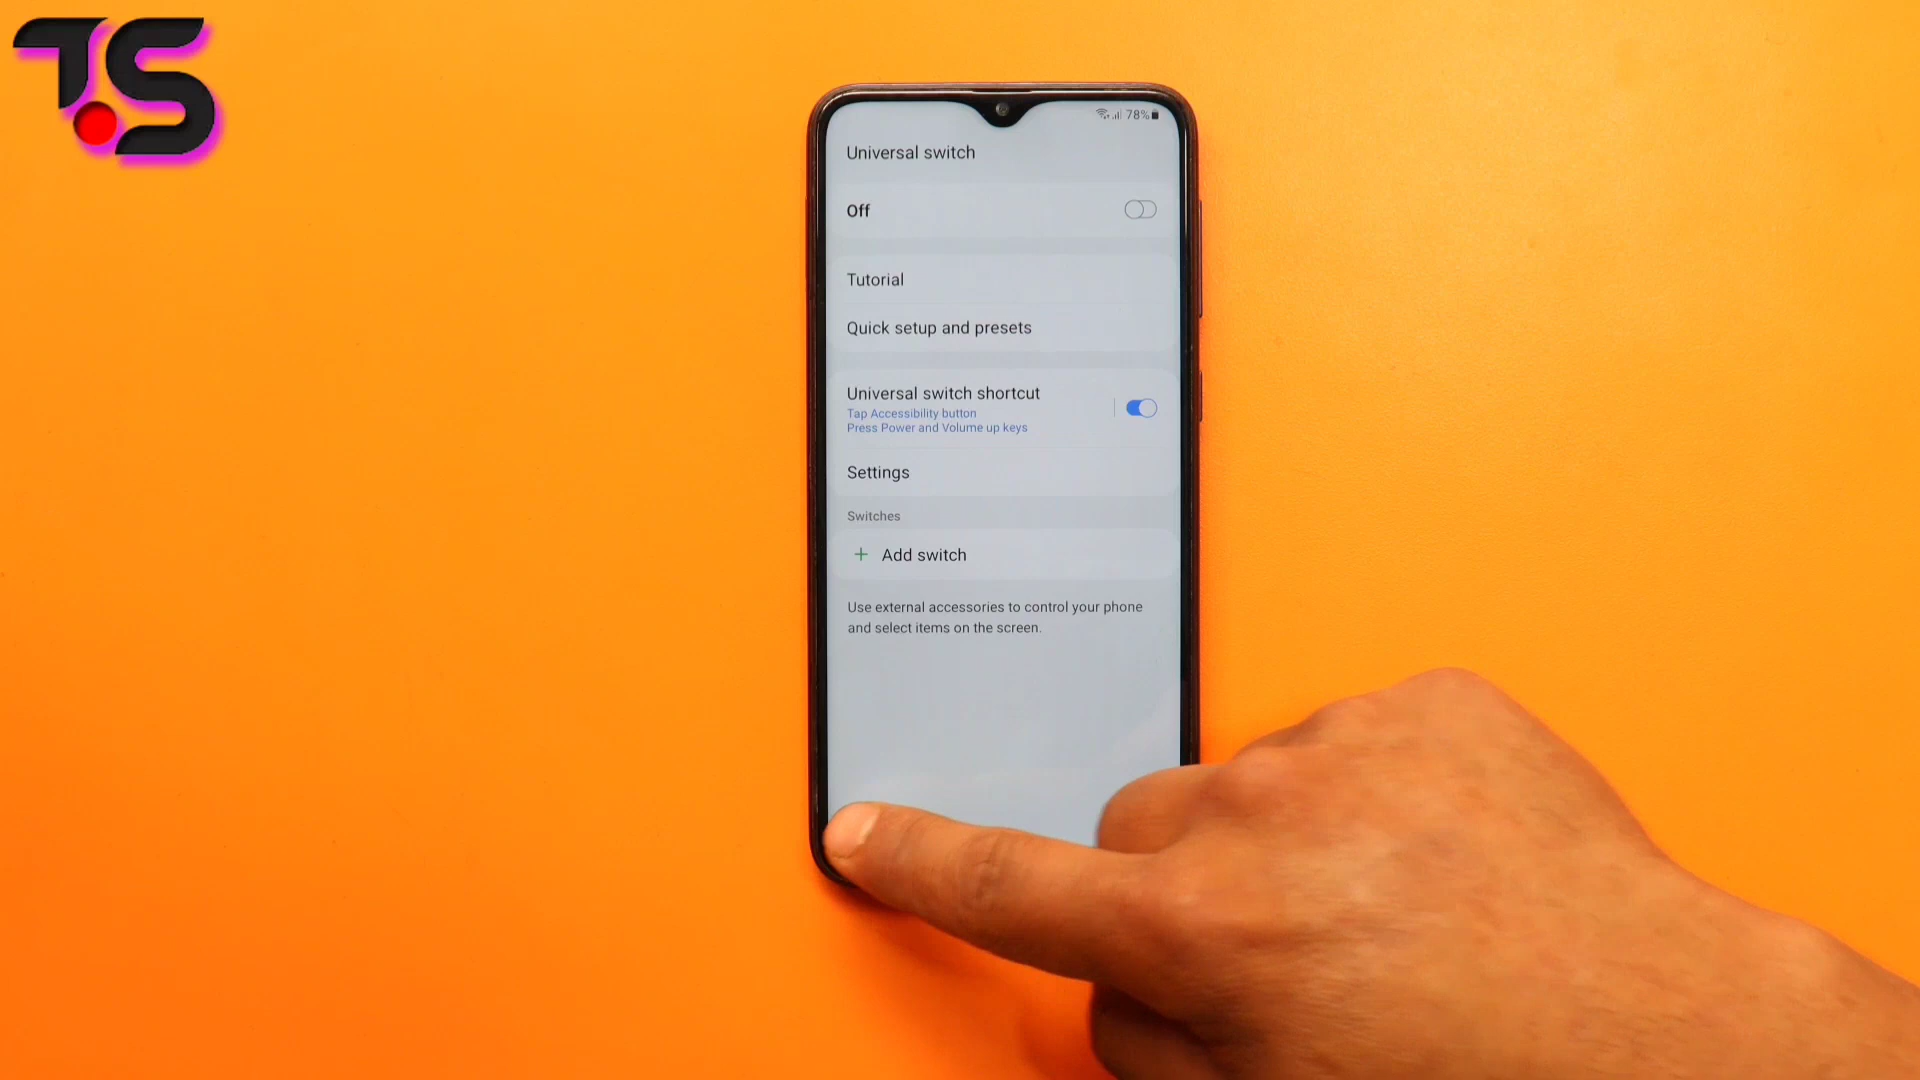 T.S
78%
Universal switch
Off
Tutorial
Quick setup and presets
Universal switch shortcut
Tap Accessibility button
Press Power and Volume up keys
Settings
Switches
+ Add switch
Use external accessories to control your phone
and select items on the screen.